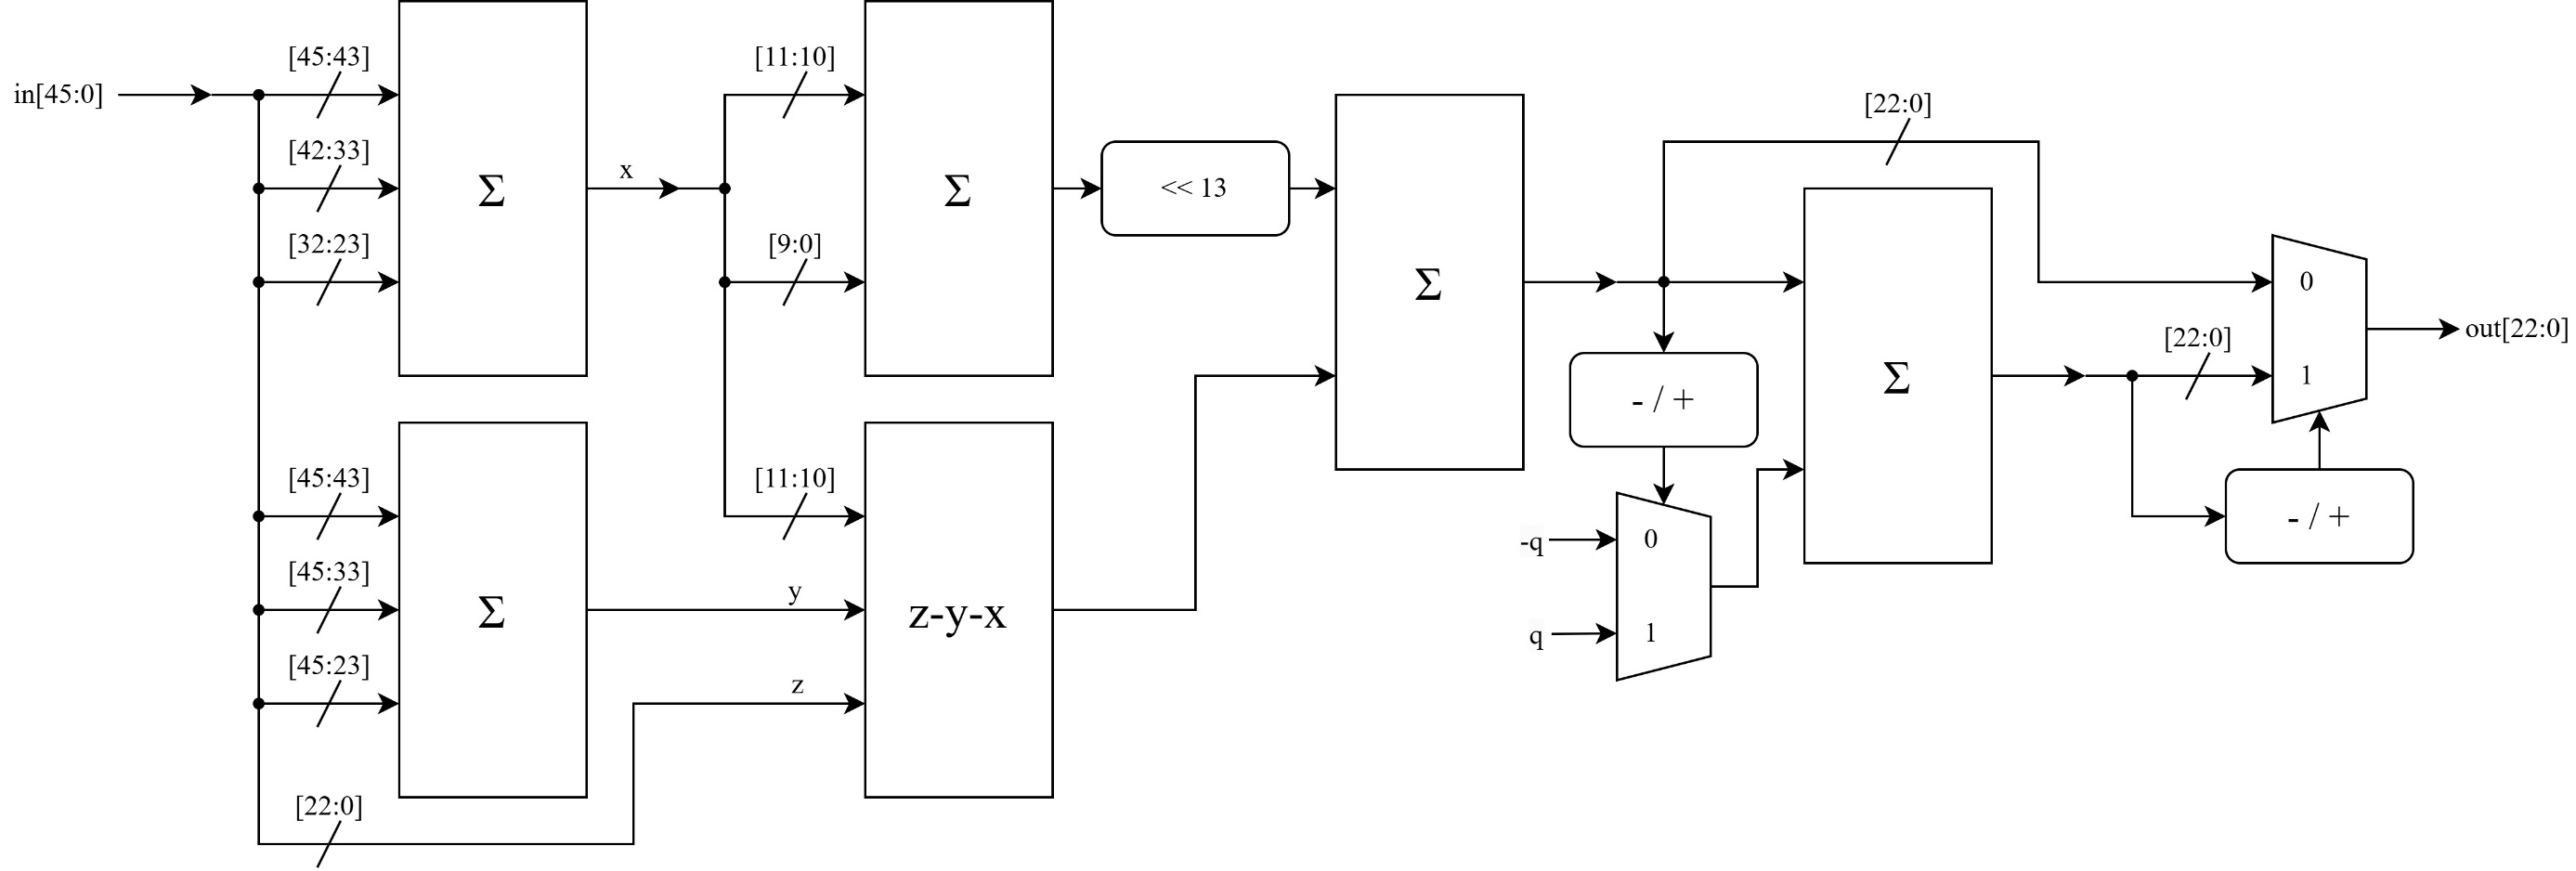 in[45:0]
[45:43]
[42:33]
[32:23]
Σ
x
[11:10]
[9:0]
Σ
<< 13
Σ
[22:0]
Σ
- / +
-q
0
q
1
[22:0]
0
1
out[22:0]
- / +
[45:43]
[45:33]
[45:23]
Σ
[22:0]
[11:10]
y
z
z-y-x